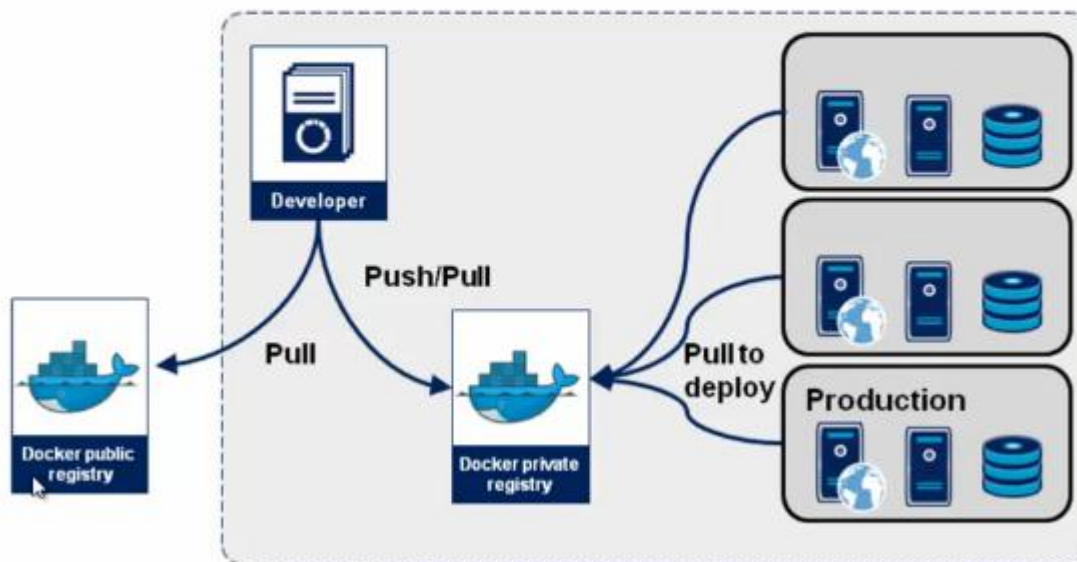 Developer
Push/Pull
Pull
Docker public
registry
Docker private
registry
Pull to
deploy
Production